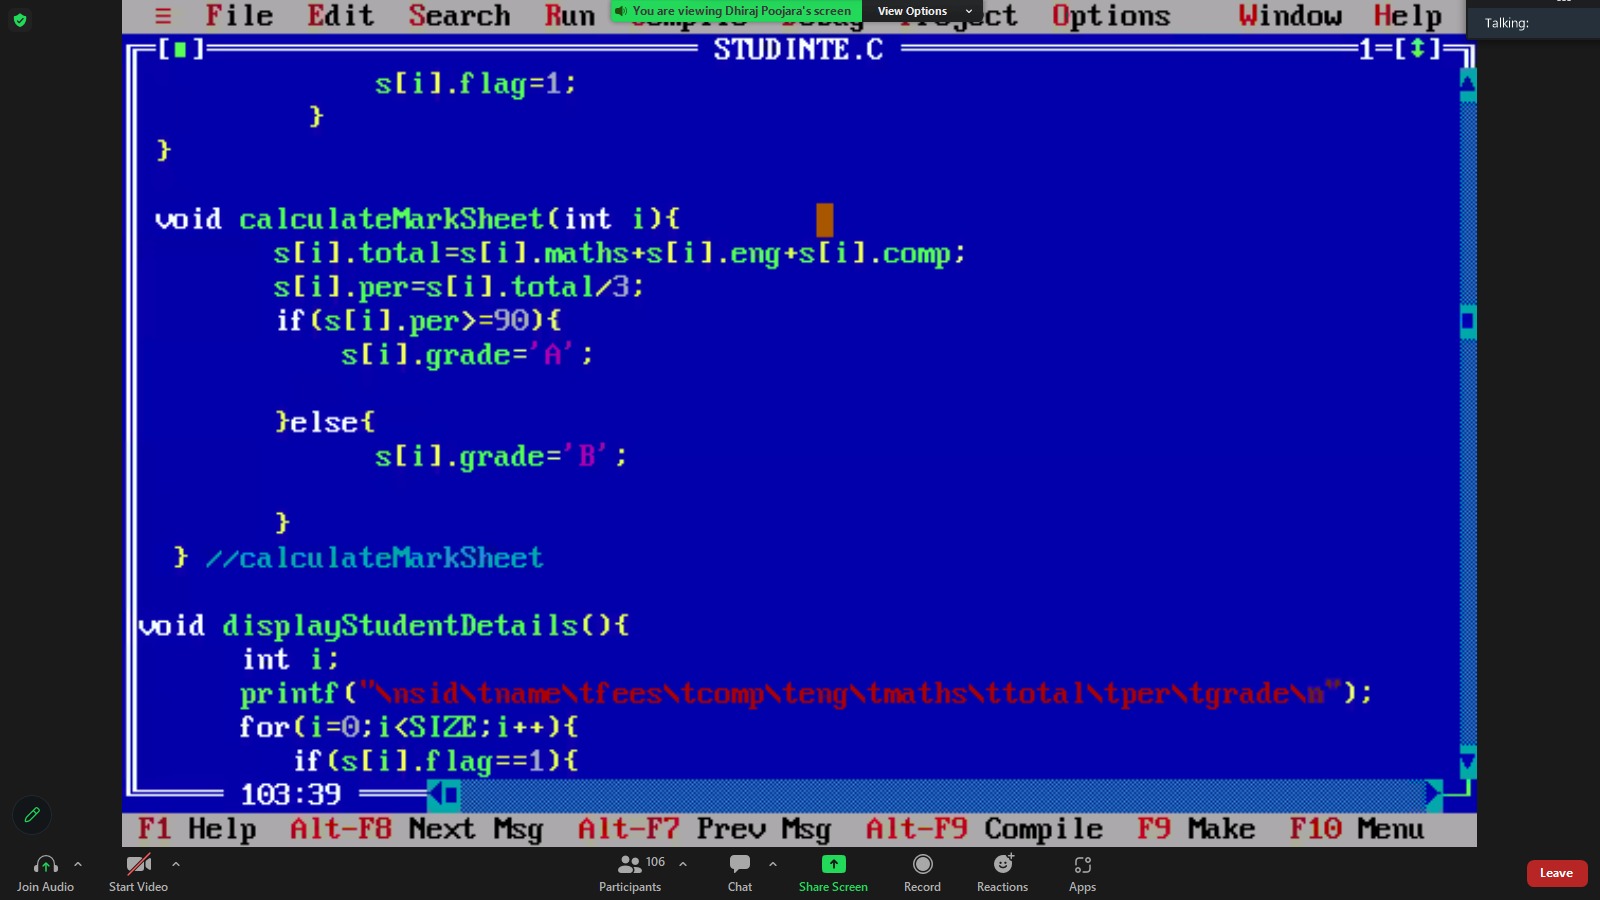 You are viewing Dhiraj Poojara's screen View Options
Talking:
≡ File Edit Search Run Options Window Help
[■] STUDINTE.C 1=[↕]
s[i].flag=1;
}
}
void calculateMarkSheet(int i){
s[i].total=s[i].maths+s[i].eng+s[i].comp;
s[i].per=s[i].total/3;
if(s[i].per>=90){
s[i].grade='A';
}else{
s[i].grade='B';
}
} //calculateMarkSheet
void displayStudentDetails(){
int i;
printf("\nsid\tname\tfees\tcomp\teng\tmaths\ttotal\tper\tgrade\n");
for(i=0;i<SIZE;i++){
if(s[i].flag==1){
103:39
F1 Help Alt-F8 Next Msg Alt-F7 Prev Msg Alt-F9 Compile F9 Make F10 Menu
Join Audio Start Video Participants 106 Chat Share Screen Record Reactions Apps Leave